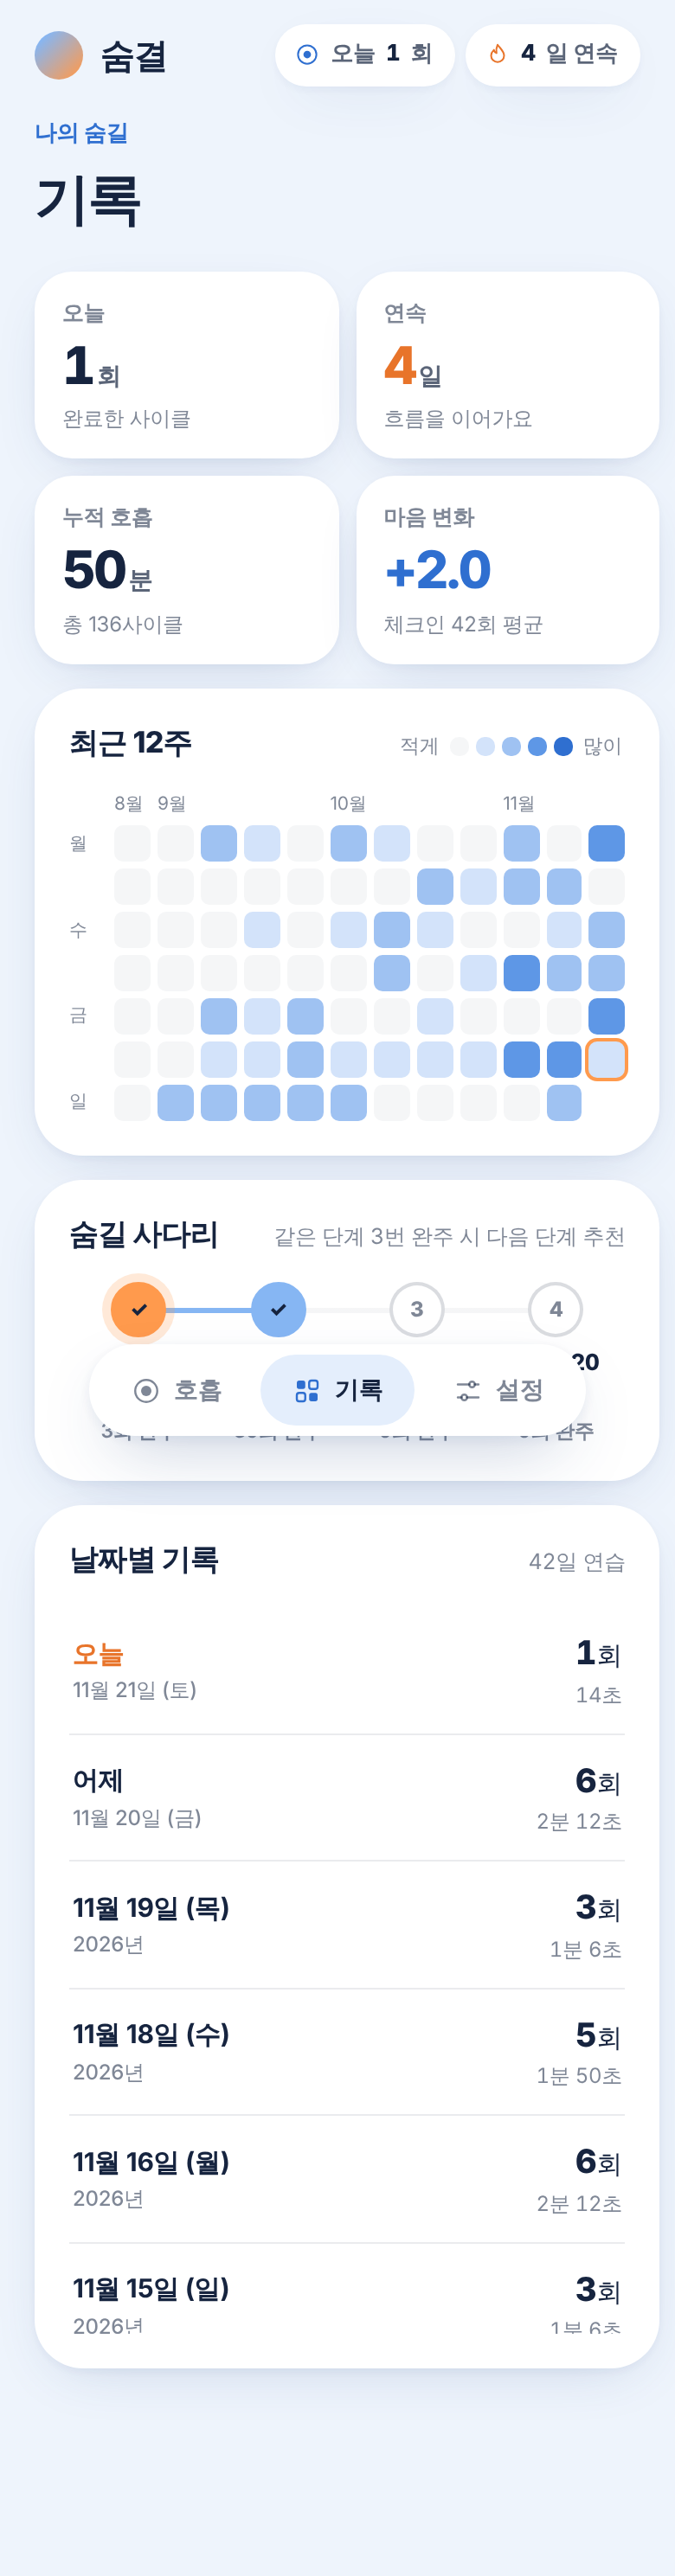 숨결
오늘 1 회
4 일 연속
나의 숨길
기록
오늘
1회
완료한 사이클
연속
4일
흐름을 이어가요
누적 호흡
50분
총 136사이클
마음 변화
+2.0
체크인 42회 평균
최근 12주
적게 많이
8월 9월 10월 11월
월
수
금
일
숨길 사다리
같은 단계 3번 완주 시 다음 단계 추천
3
4
20
호흡
기록
설정
완주
날짜별 기록
42일 연습
오늘
1회
11월 21일 (토)
14초
어제
6회
11월 20일 (금)
2분 12초
11월 19일 (목)
3회
2026년
1분 6초
11월 18일 (수)
5회
2026년
1분 50초
11월 16일 (월)
6회
2026년
2분 12초
11월 15일 (일)
3회
2026년
1분 6초